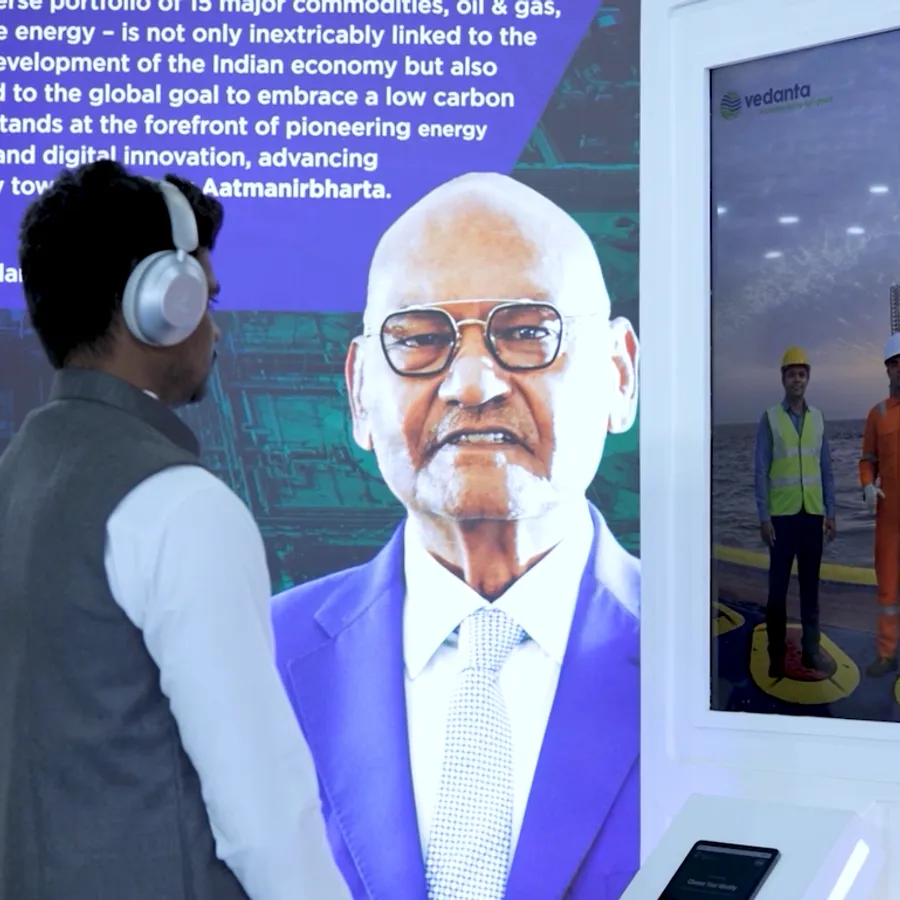 erse portfolio of 15 major commodities, oil & gas,
e energy – is not only inextricably linked to the
evelopment of the Indian economy but also
d to the global goal to embrace a low carbon
tands at the forefront of pioneering energy
and digital innovation, advancing
y tow Aatmanirbharta.
vedanta